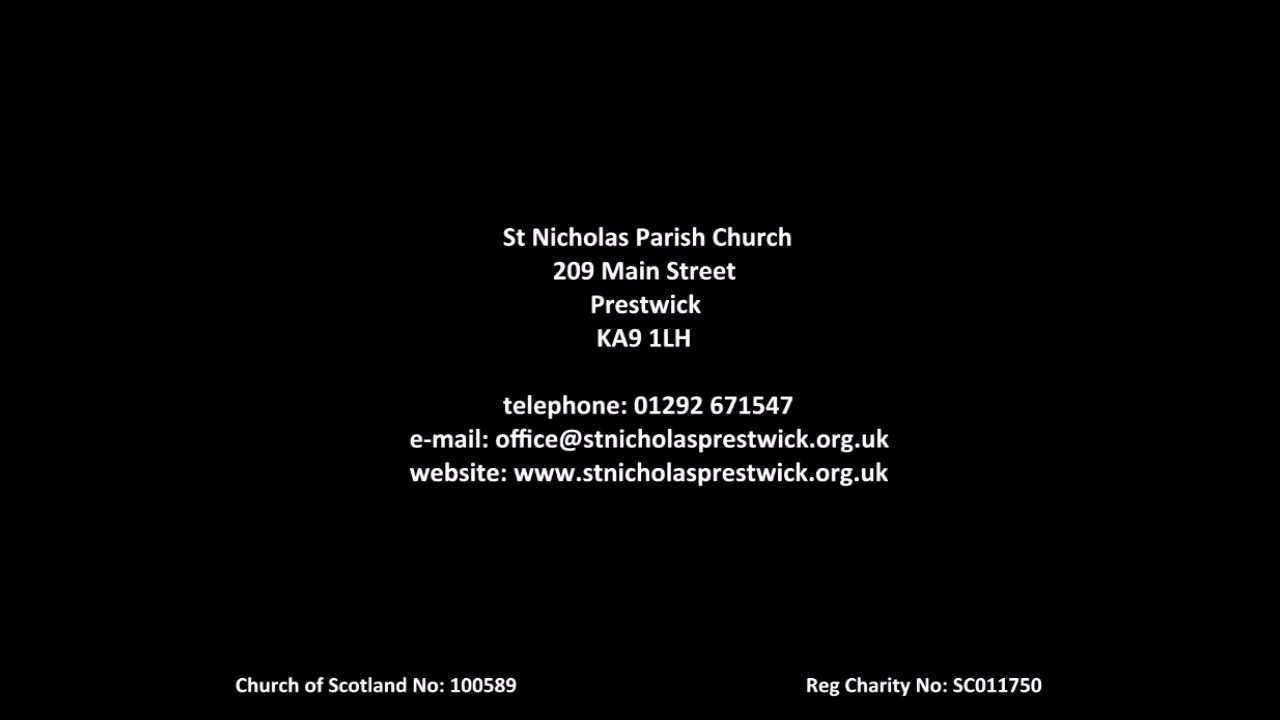 St Nicholas Parish Church
209 Main Street
Prestwick
KA9 1LH
telephone: 01292 671547
e-mail: office@stnicholasprestwick.org.uk
website: www.stnicholasprestwick.org.uk
Church of Scotland No: 100589
Reg Charity No: SC011750